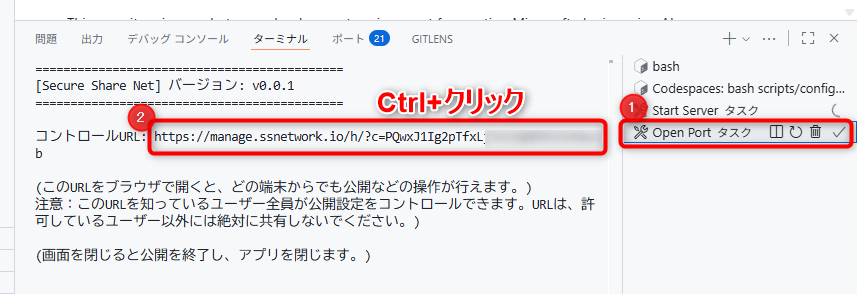 問題 出力 デバッグ コンソール ターミナル ポート 21 GITLENS
============================================
[Secure Share Net] バージョン: v0.0.1
============================================
Ctrl+クリック
2
コントロールURL: https://manage.ssnetwork.io/h/?c=PQwxJ1Ig2pTfxL
b
(このURLをブラウザで開くと、どの端末からでも公開などの操作が行えます。)
注意：このURLを知っているユーザー全員が公開設定をコントロールできます。URLは、許
可しているユーザー以外には絶対に共有しないでください。)
(画面を閉じると公開を終了し、アプリを閉じます。)
bash
Codespaces: bash scripts/config...
1
Start Server タスク
Open Port タスク